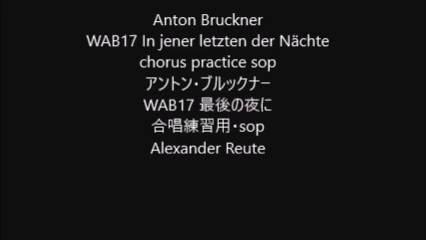 Anton Bruckner
WAB17 In jener letzten der Nächte
chorus practice sop
アントン・ブルックナー
WAB17 最後の夜に
合唱練習用・sop
Alexander Reute